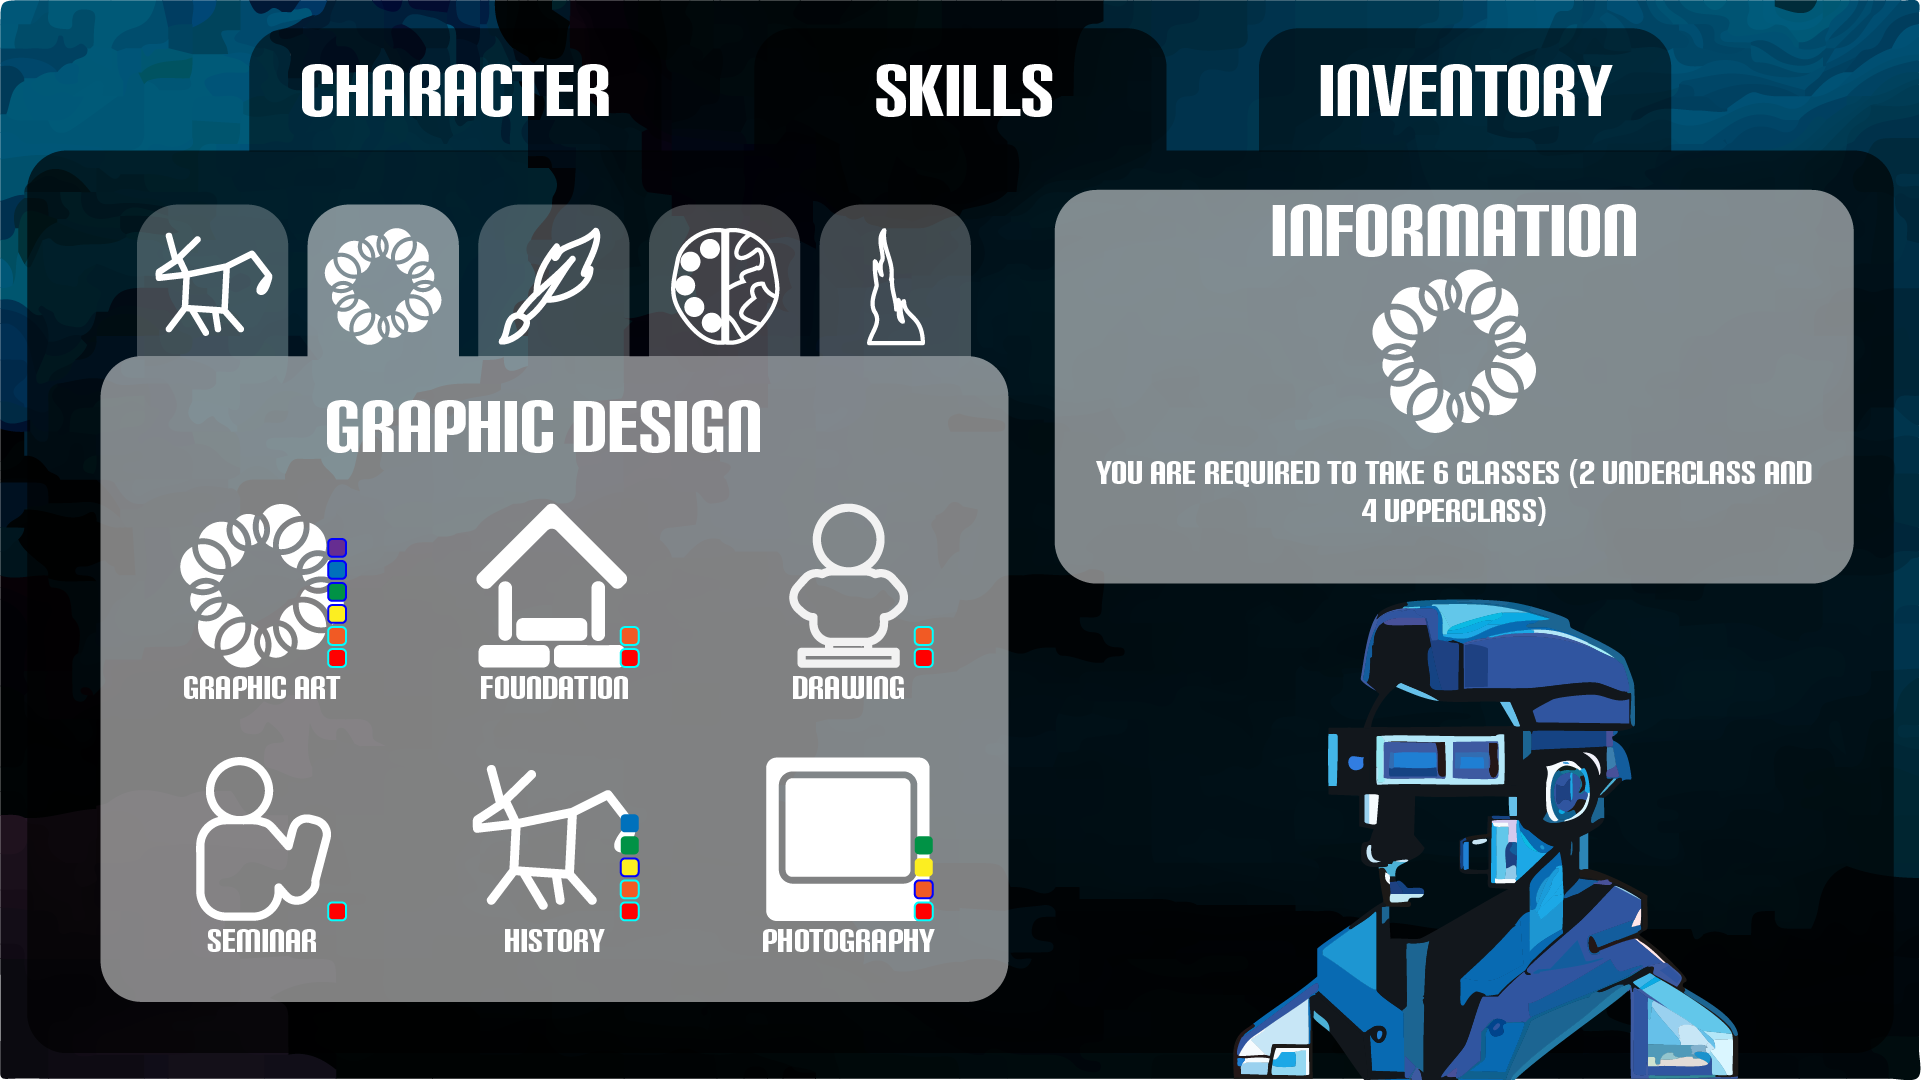 CHARACTER
SKILLS
INVENTORY
INFORMATION
YOU ARE REQUIRED TO TAKE 6 CLASSES (2 UNDERCLASS AND
4 UPPERCLASS)
GRAPHIC DESIGN
GRAPHIC ART
FOUNDATION
DRAWING
SEMINAR
HISTORY
PHOTOGRAPHY